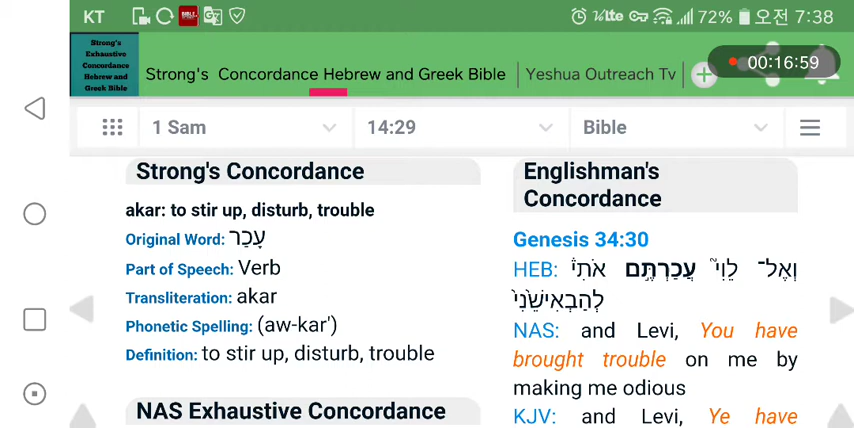 KT
72%
오전 7:38
Strong's
Exhaustive
Concordance
Hebrew and
Greek Bible
Strong's Concordance Hebrew and Greek Bible
Yeshua Outreach Tv
00:16:59
1 Sam
14:29
Bible
Strong's Concordance
akar: to stir up, disturb, trouble
Original Word: עָכַר
Part of Speech: Verb
Transliteration: akar
Phonetic Spelling: (aw-kar')
Definition: to stir up, disturb, trouble
NAS Exhaustive Concordance
Englishman's
Concordance
Genesis 34:30
HEB: וְאֶל־ לֵוִי֮ עֲכַרְתֶּ֣ם אֹתִי֒
לְהַבְאִישֵׁ֙נִי֙
NAS: and Levi, You have
brought trouble on me by
making me odious
KJV: and Levi, Ye have